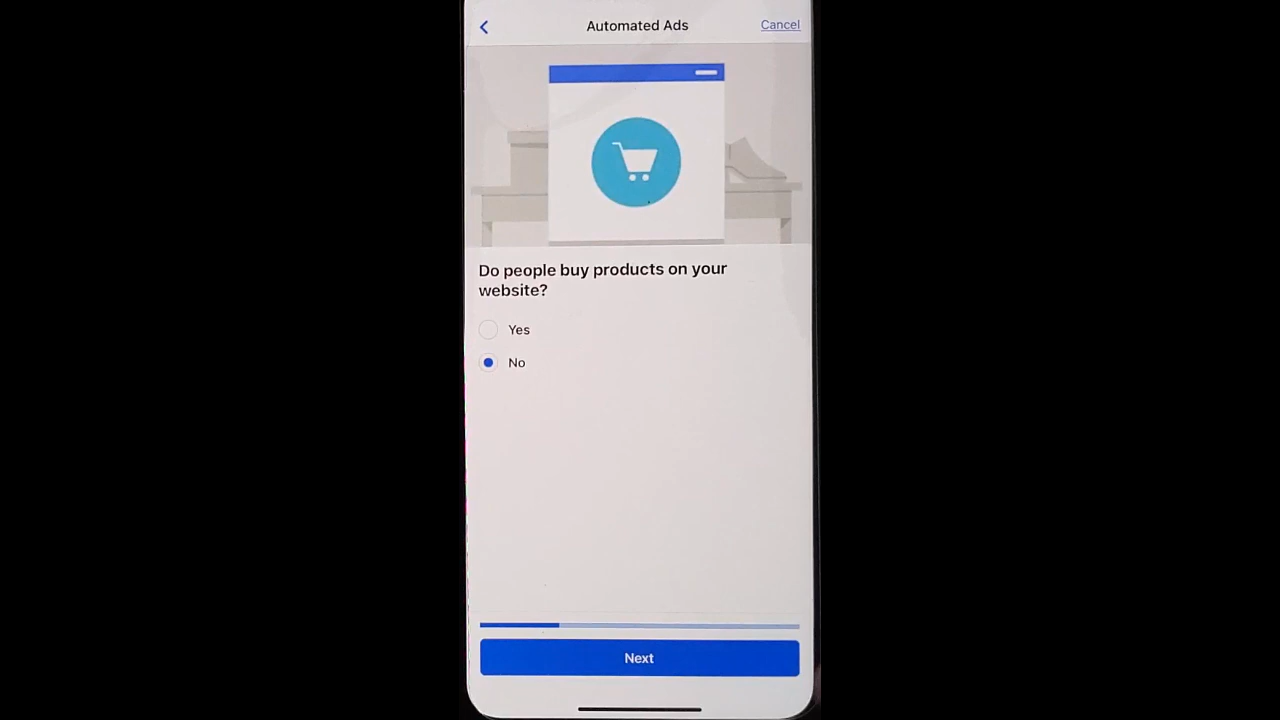 Automated Ads
Cancel
Do people buy products on your
website?
Yes
No
Next